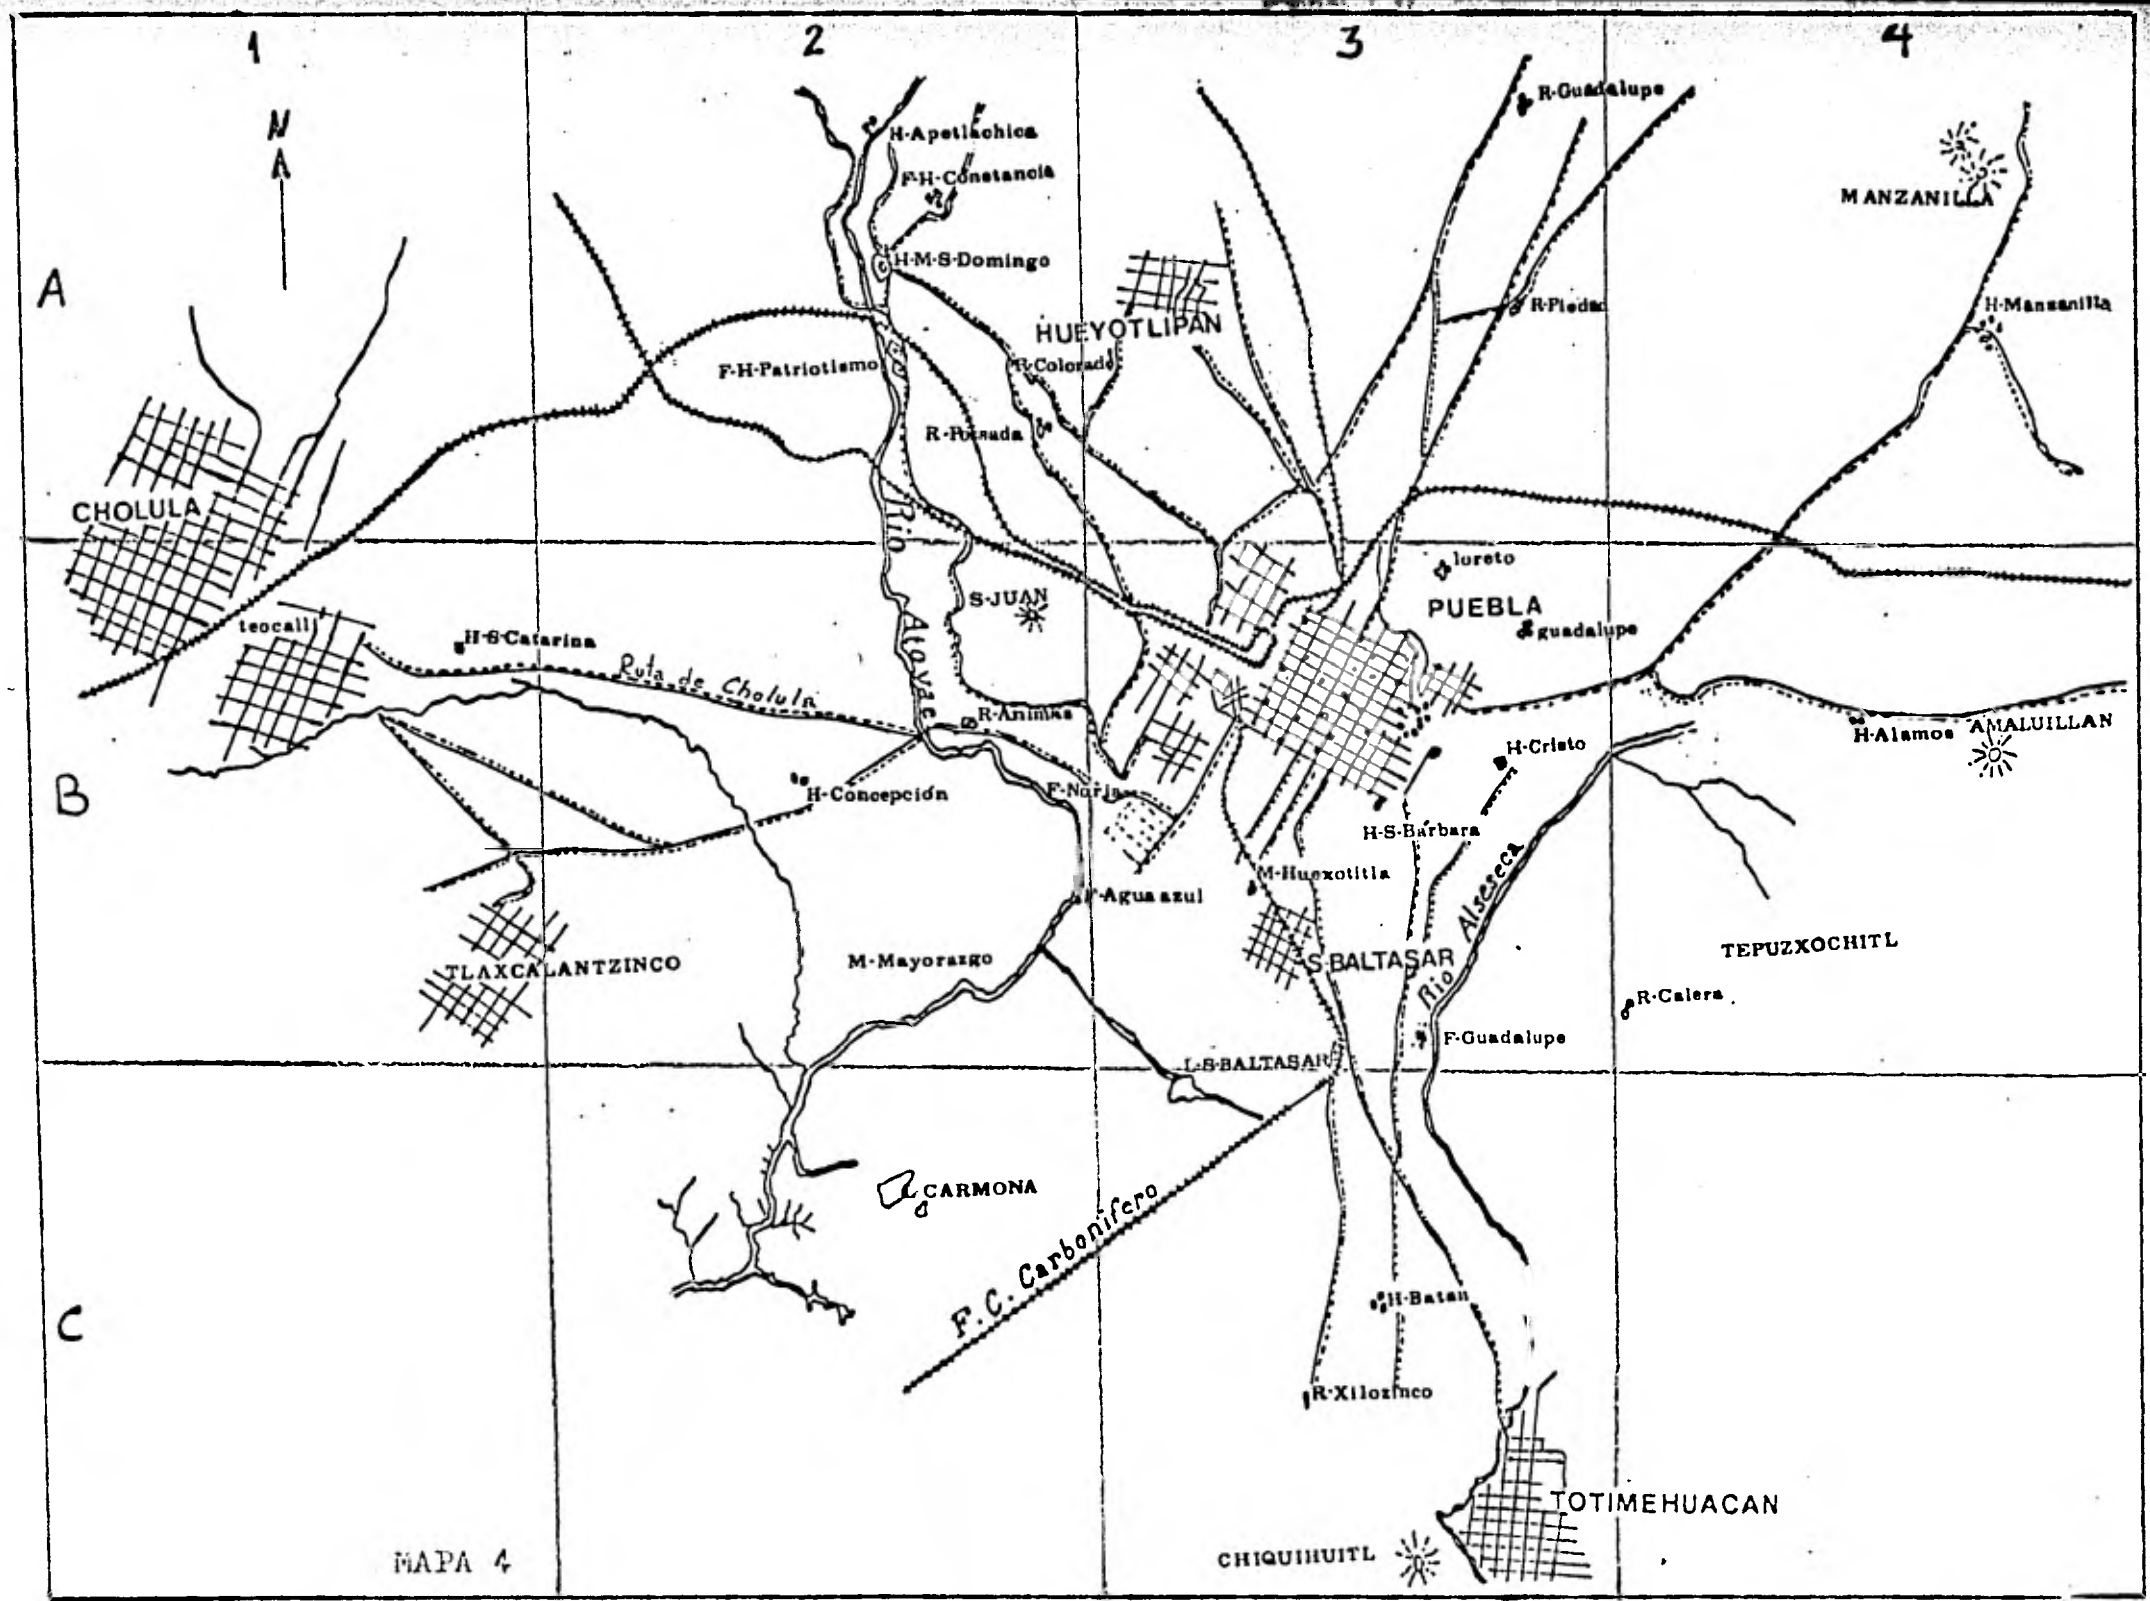 1
2
3
4
N
A
B
C
H-Apetlachica
F-H-Constancia
H-M-S-Domingo
F-H-Patriotismo
R-Colorado
R-Posada
HUEYOTLIPAN
R-Guadalupe
R-Piedad
MANZANILLA
H-Manzanilla
CHOLULA
teocalli
H-S-Catarina
Ruta de Cholula
Rio Atoyac
S-JUAN
R-Animas
H-Concepción
F-Noria
F-Agua azul
M-Mayorazgo
TLAXCALANTZINCO
loreto
PUEBLA
guadalupe
H-Cristo
H-S-Bárbara
M-Huexotitla
S-BALTASAR
Rio Alseseca
F-Guadalupe
L-S-BALTASAR
H-Alamos
AMALUILLAN
TEPUZXOCHITL
R-Calera
CARMONA
F.C. Carbonifero
H-Batan
R-Xilozinco
TOTIMEHUACAN
CHIQUIHUITL
MAPA 4